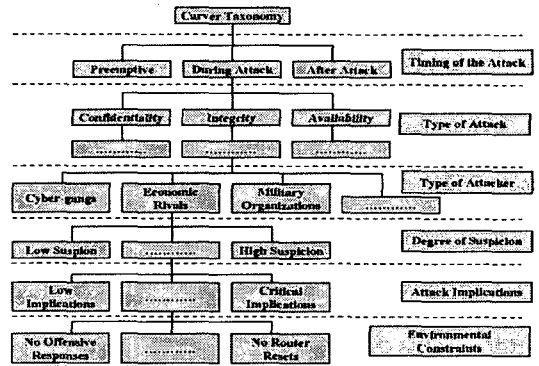 Curver Taxonomy
Preemptive
During Attack
After Attack
Timing of the Attack
Confidentiality
Integrity
Availability
Type of Attack
............
............
............
Cyber-gangs
Economic
Rivals
Military
Organizations
............
Type of Attacker
Low Suspion
............
High Suspicion
Degree of Suspicion
Low
Implications
............
Critical
Implications
Attack Implications
No Offensive
Responses
............
No Router
Resets
Environmental
Constraints